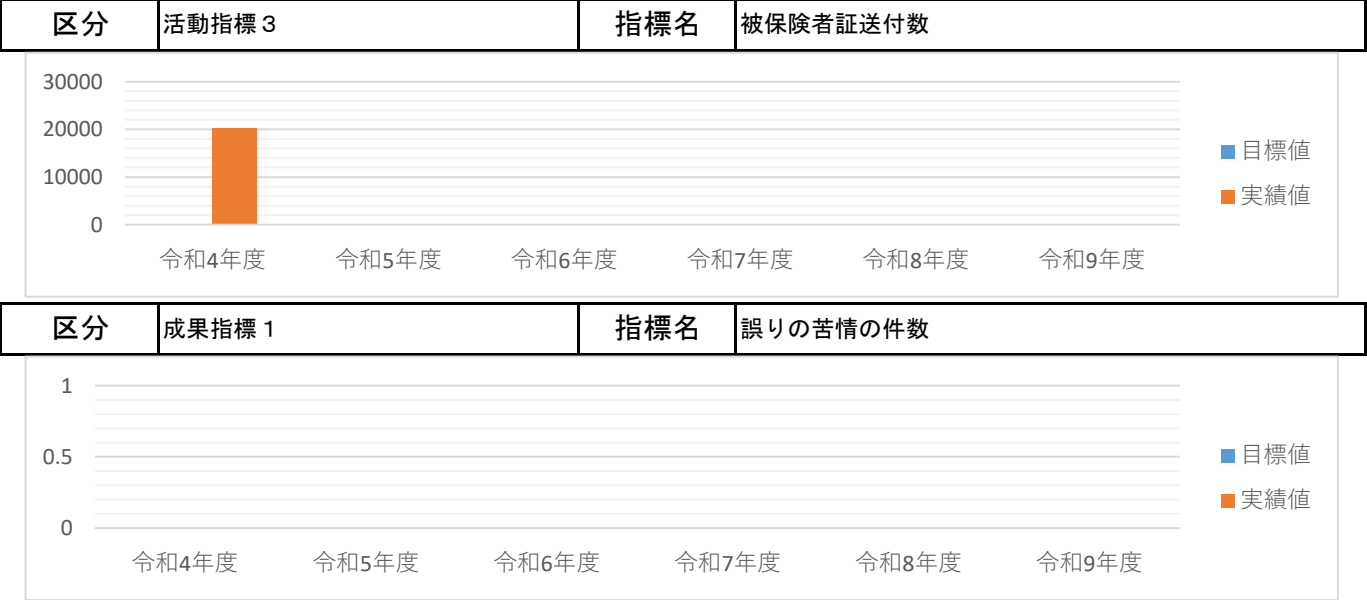 区分 活動指標３ 指標名 被保険者証送付数
30000
20000
10000
0
令和4年度 令和5年度 令和6年度 令和7年度 令和8年度 令和9年度
目標値
実績値
区分 成果指標１ 指標名 誤りの苦情の件数
1
0.5
0
令和4年度 令和5年度 令和6年度 令和7年度 令和8年度 令和9年度
目標値
実績値